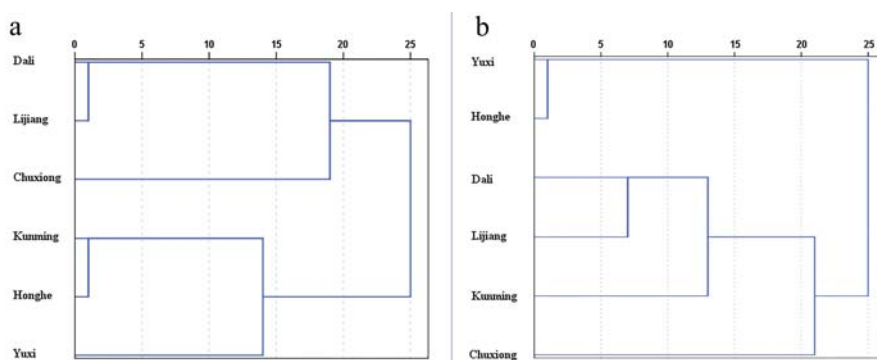 a
0 5 10 15 20 25
Dali
Lijiang
Chuxiong
Kunming
Honghe
Yuxi
b
0 5 10 15 20 25
Yuxi
Honghe
Dali
Lijiang
Kunming
Chuxiong